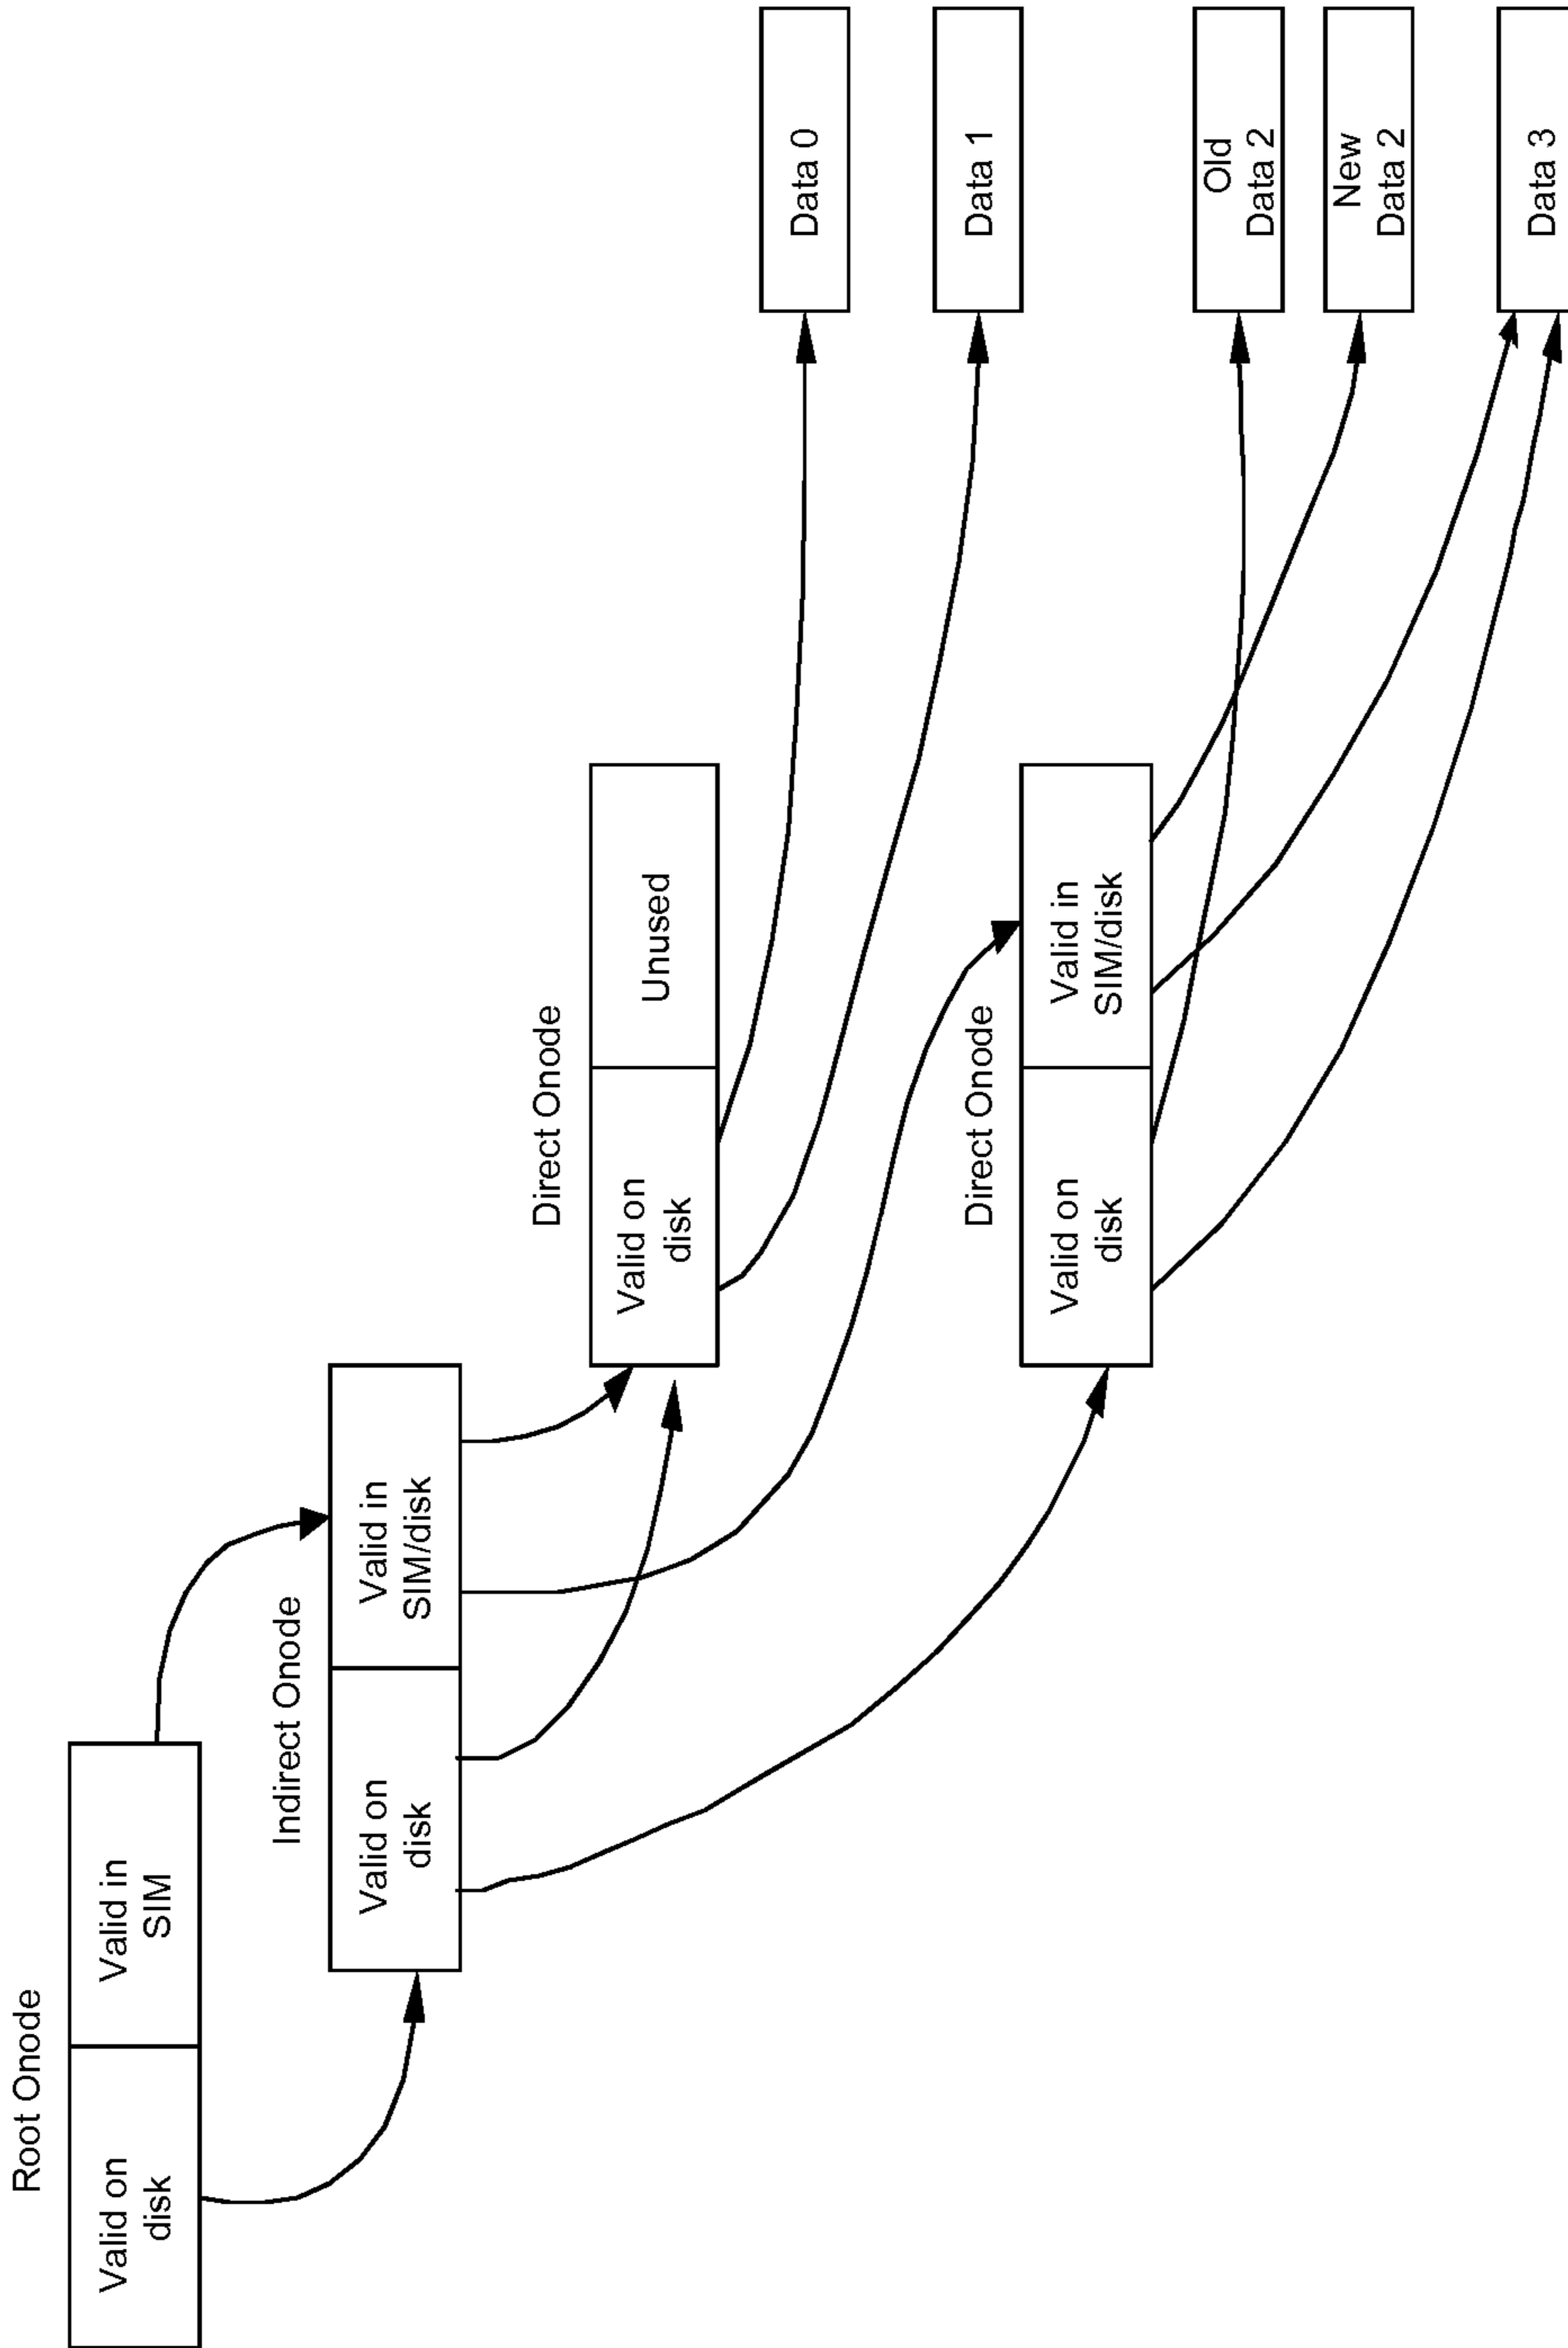 Root Onode
Valid on
disk
Valid in
SIM
Indirect Onode
Valid on
disk
Valid in
SIM/disk
Direct Onode
Valid on
disk
Unused
Data 0
Data 1
Direct Onode
Valid on
disk
Valid in
SIM/disk
Old
Data 2
New
Data 2
Data 3